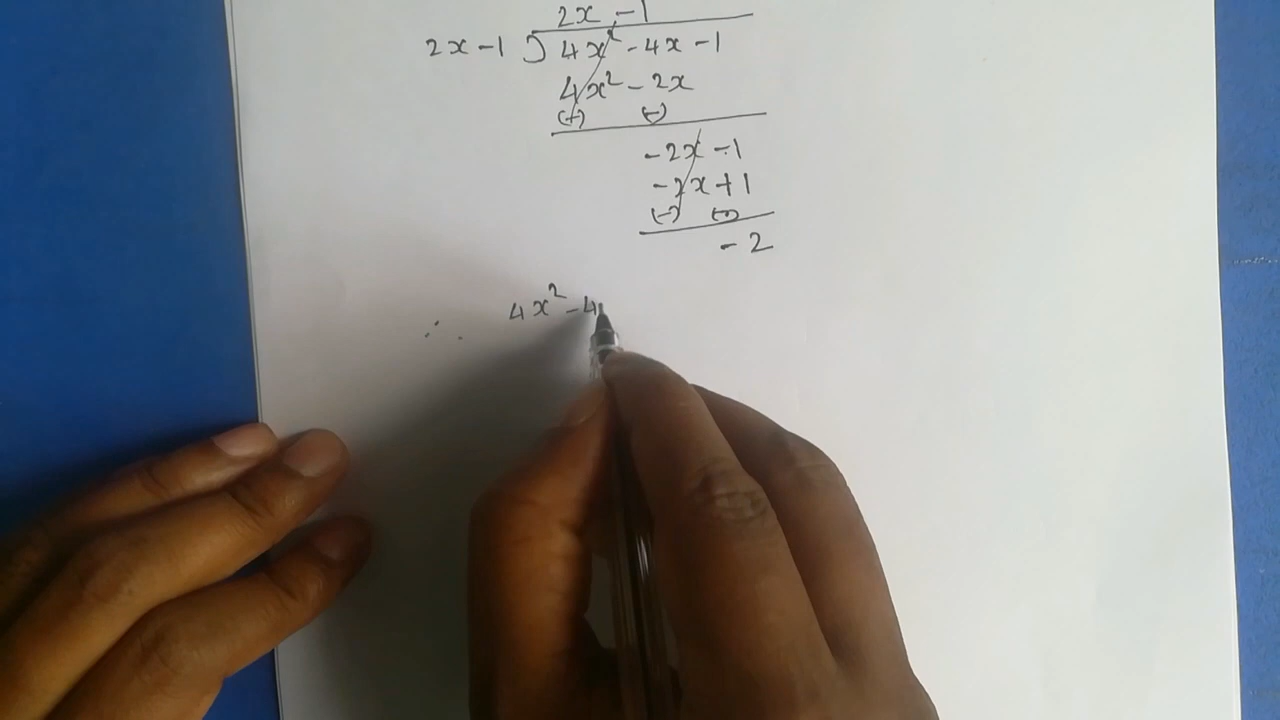 2x -1
2x -1 ) 4x² - 4x -1
4x² - 2x
(-) (-)
-2x -1
-2x +1
(-) (-)
-2
∴ 4x² - 4